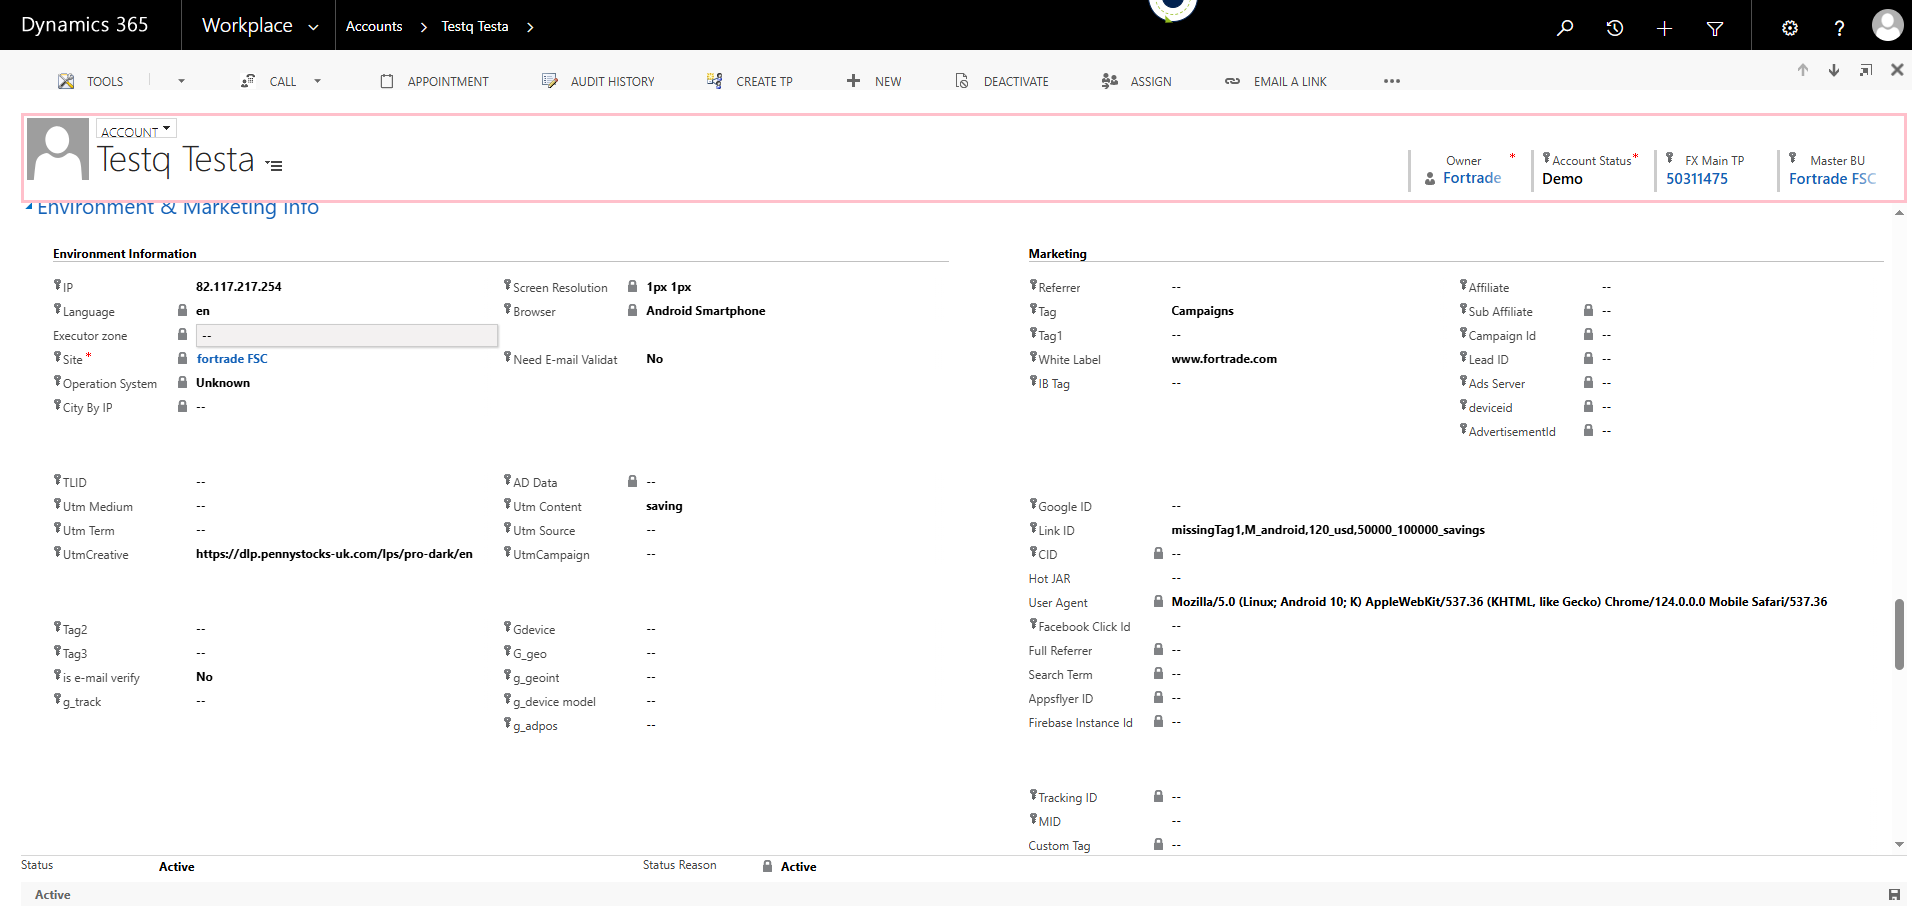 Dynamics 365 Workplace Accounts > Testq Testa >
TOOLS CALL APPOINTMENT AUDIT HISTORY CREATE TP NEW DEACTIVATE ASSIGN EMAIL A LINK •••
ACCOUNT
Testq Testa
Owner * Account Status * FX Main TP Master BU
Fortrade Demo 50311475 Fortrade FSC
Environment & Marketing Info
Environment Information
IP 82.117.217.254 Screen Resolution 1px 1px
Language en Browser Android Smartphone
Executor zone --
Site * fortrade FSC Need E-mail Validat No
Operation System Unknown
City By IP --
TLID -- AD Data --
Utm Medium -- Utm Content saving
Utm Term -- Utm Source --
UtmCreative https://dlp.pennystocks-uk.com/lps/pro-dark/en UtmCampaign --
Tag2 -- Gdevice --
Tag3 -- G_geo --
is e-mail verify No g_geoint --
g_track -- g_device model --
g_adpos --
Marketing
Referrer -- Affiliate --
Tag Campaigns Sub Affiliate --
Tag1 -- Campaign Id --
White Label www.fortrade.com Lead ID --
IB Tag -- Ads Server --
deviceid --
AdvertisementId --
Google ID --
Link ID missingTag1,M_android,120_usd,50000_100000_savings
CID --
Hot JAR --
User Agent Mozilla/5.0 (Linux; Android 10; K) AppleWebKit/537.36 (KHTML, like Gecko) Chrome/124.0.0.0 Mobile Safari/537.36
Facebook Click Id --
Full Referrer --
Search Term --
Appsflyer ID --
Firebase Instance Id --
Tracking ID --
MID --
Custom Tag --
Status Active Status Reason Active
Active